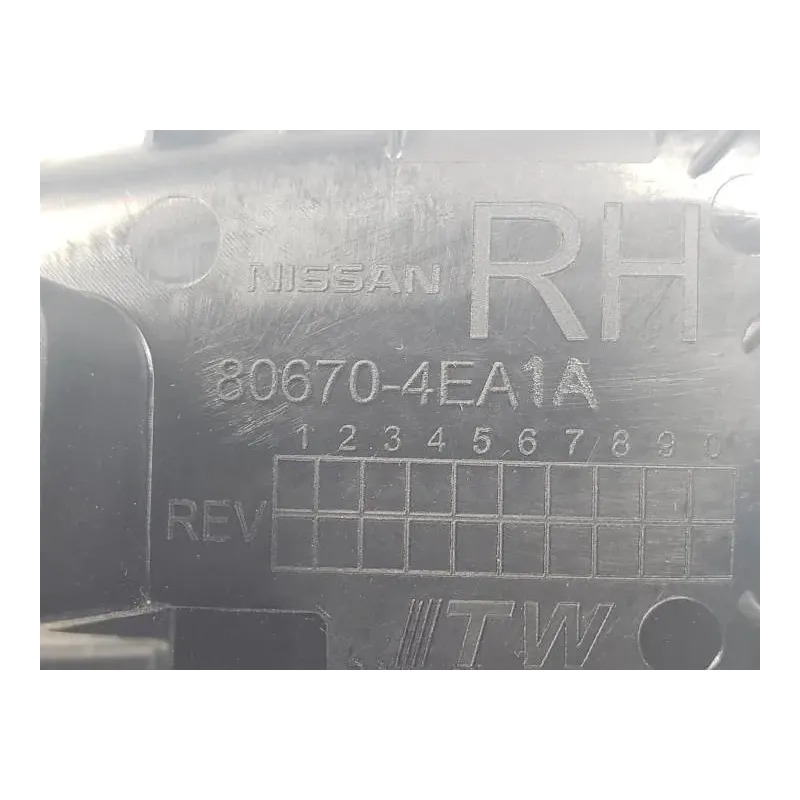 RH
NISSAN
80670-4EA1A
1 2 3 4 5 6 7 8 9 0
REV
ITW